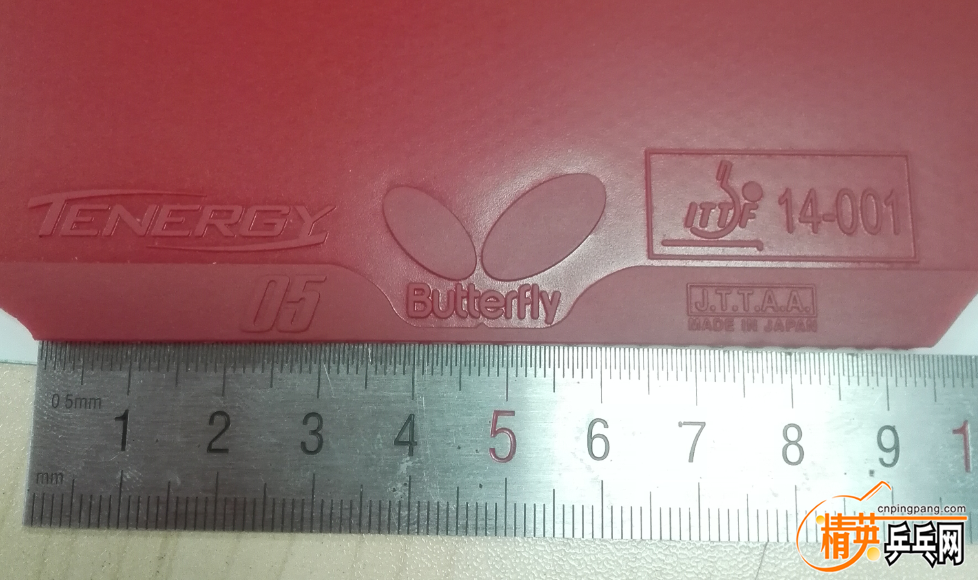 TENERGY
05
Butterfly
ITTF 14-001
J.T.T.A.A.
MADE IN JAPAN
0 5mm
1 2 3 4 5 6 7 8 9 1
mm
cnpingpang.com
精英乒乓网